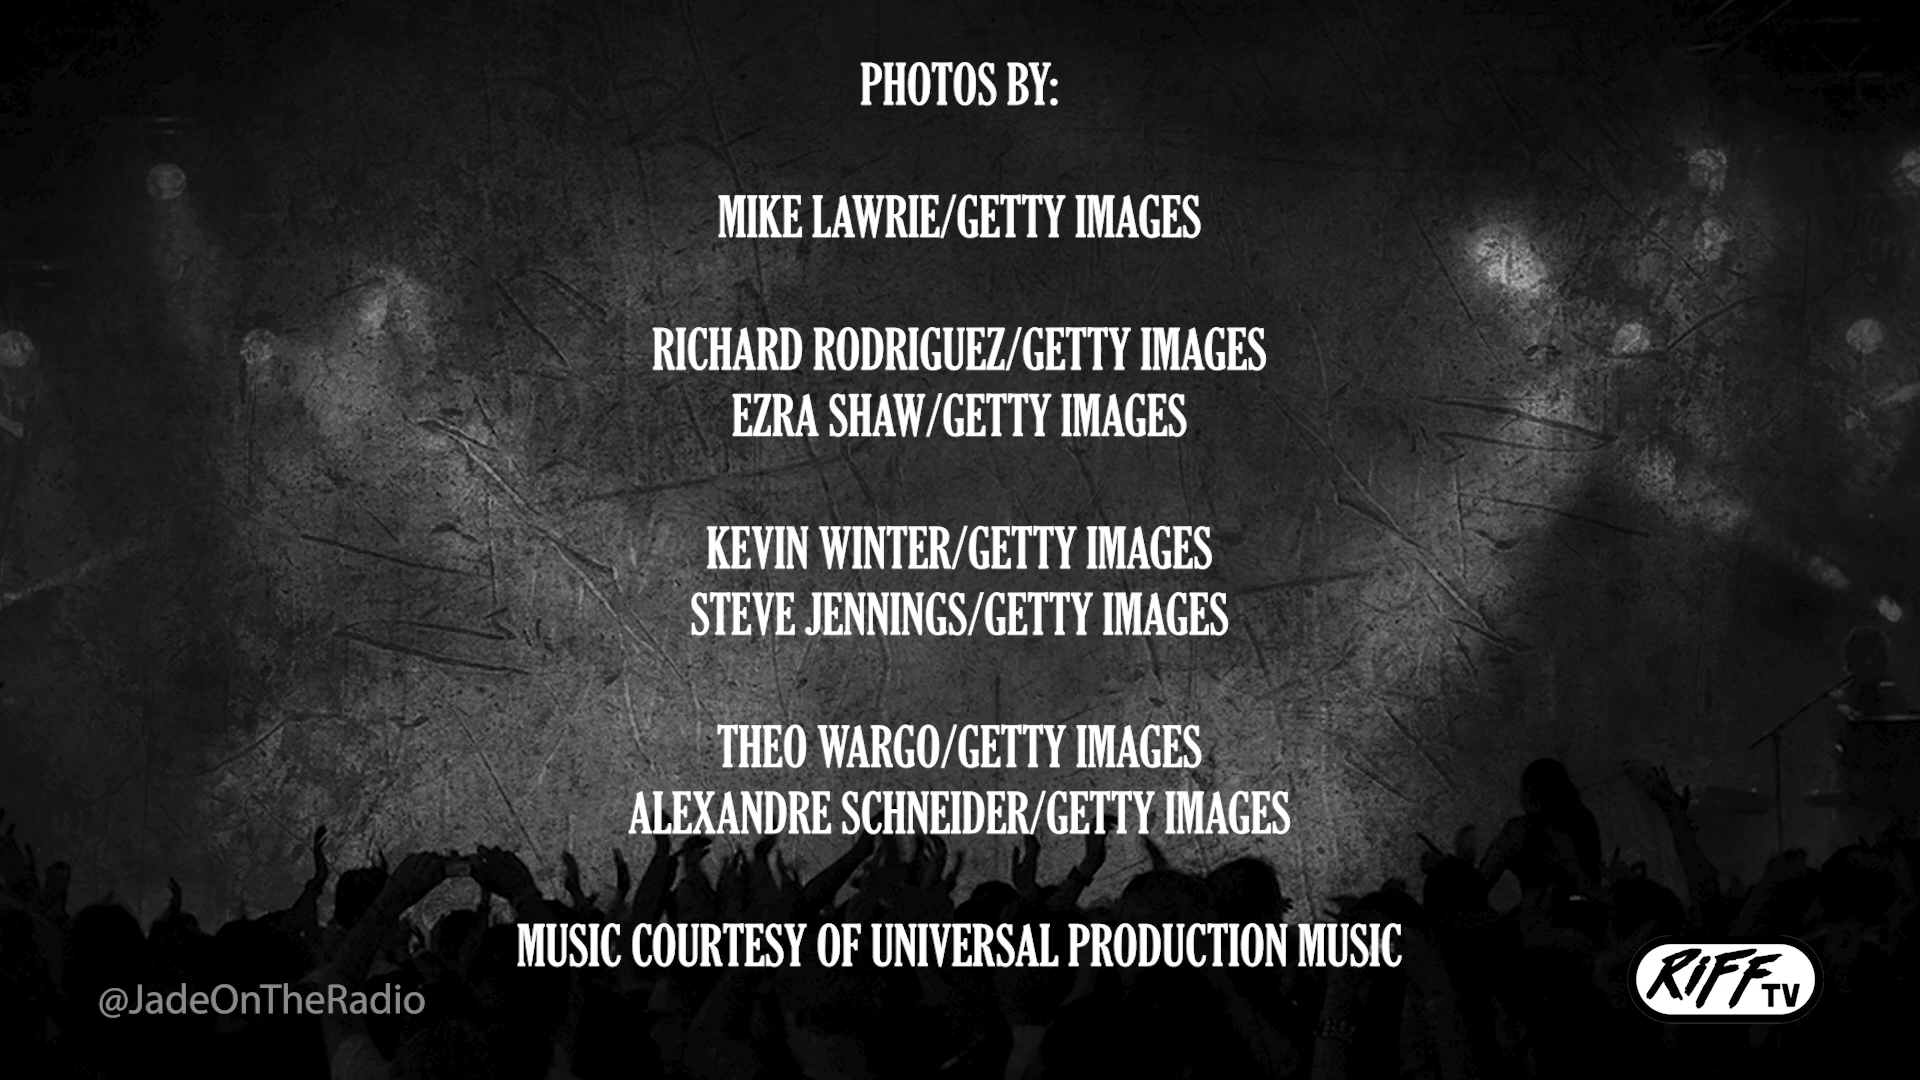 PHOTOS BY:
MIKE LAWRIE/GETTY IMAGES
RICHARD RODRIGUEZ/GETTY IMAGES
EZRA SHAW/GETTY IMAGES
KEVIN WINTER/GETTY IMAGES
STEVE JENNINGS/GETTY IMAGES
THEO WARGO/GETTY IMAGES
ALEXANDRE SCHNEIDER/GETTY IMAGES
MUSIC COURTESY OF UNIVERSAL PRODUCTION MUSIC
@JadeOnTheRadio
RiFF TV